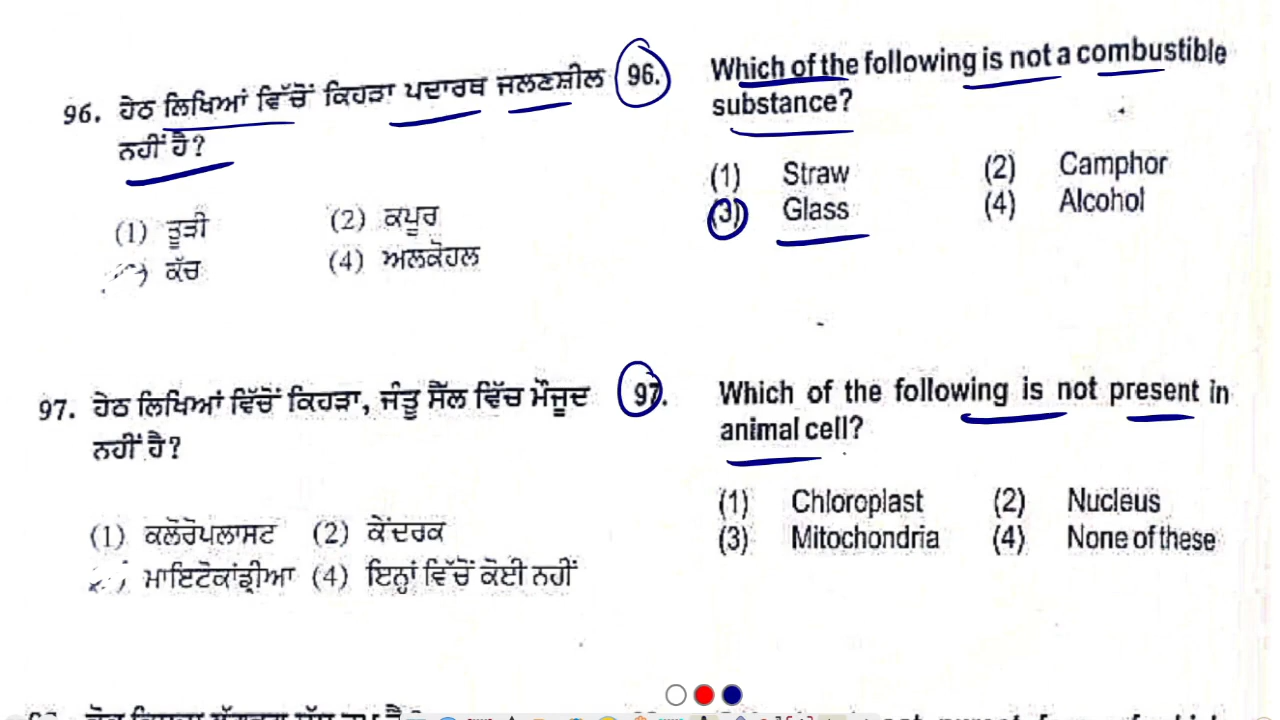 96. ਹੇਠ ਲਿਖਿਆਂ ਵਿੱਚੋਂ ਕਿਹੜਾ ਪਦਾਰਥ ਜਲਣਸ਼ੀਲ
ਨਹੀਂ ਹੈ?
(1) ਤੂੜੀ (2) ਕਪੂਰ
ਕੱਚ (4) ਅਲਕੋਹਲ
96. Which of the following is not a combustible
substance?
(1) Straw (2) Camphor
(3) Glass (4) Alcohol
97. ਹੇਠ ਲਿਖਿਆਂ ਵਿੱਚੋਂ ਕਿਹੜਾ, ਜੰਤੂ ਸੈੱਲ ਵਿੱਚ ਮੌਜੂਦ
ਨਹੀਂ ਹੈ?
(1) ਕਲੋਰੋਪਲਾਸਟ (2) ਕੇਂਦਰਕ
ਮਾਇਟੋਕਾਂਡ੍ਰੀਆ (4) ਇਨ੍ਹਾਂ ਵਿੱਚੋਂ ਕੋਈ ਨਹੀਂ
97. Which of the following is not present in
animal cell?
(1) Chloroplast (2) Nucleus
(3) Mitochondria (4) None of these